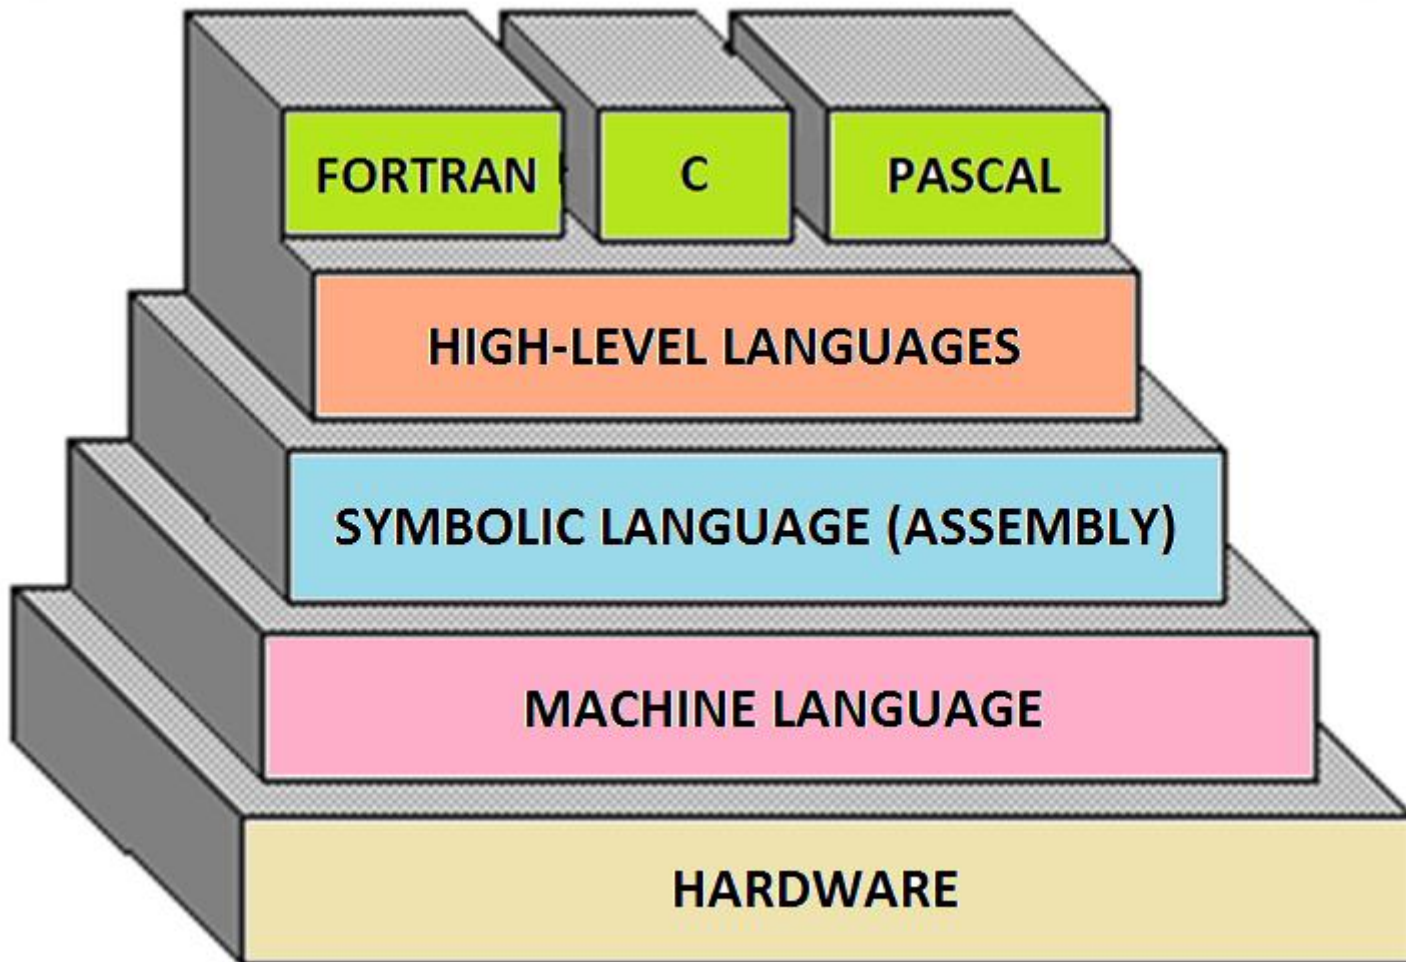 FORTRAN C PASCAL
HIGH-LEVEL LANGUAGES
SYMBOLIC LANGUAGE (ASSEMBLY)
MACHINE LANGUAGE
HARDWARE